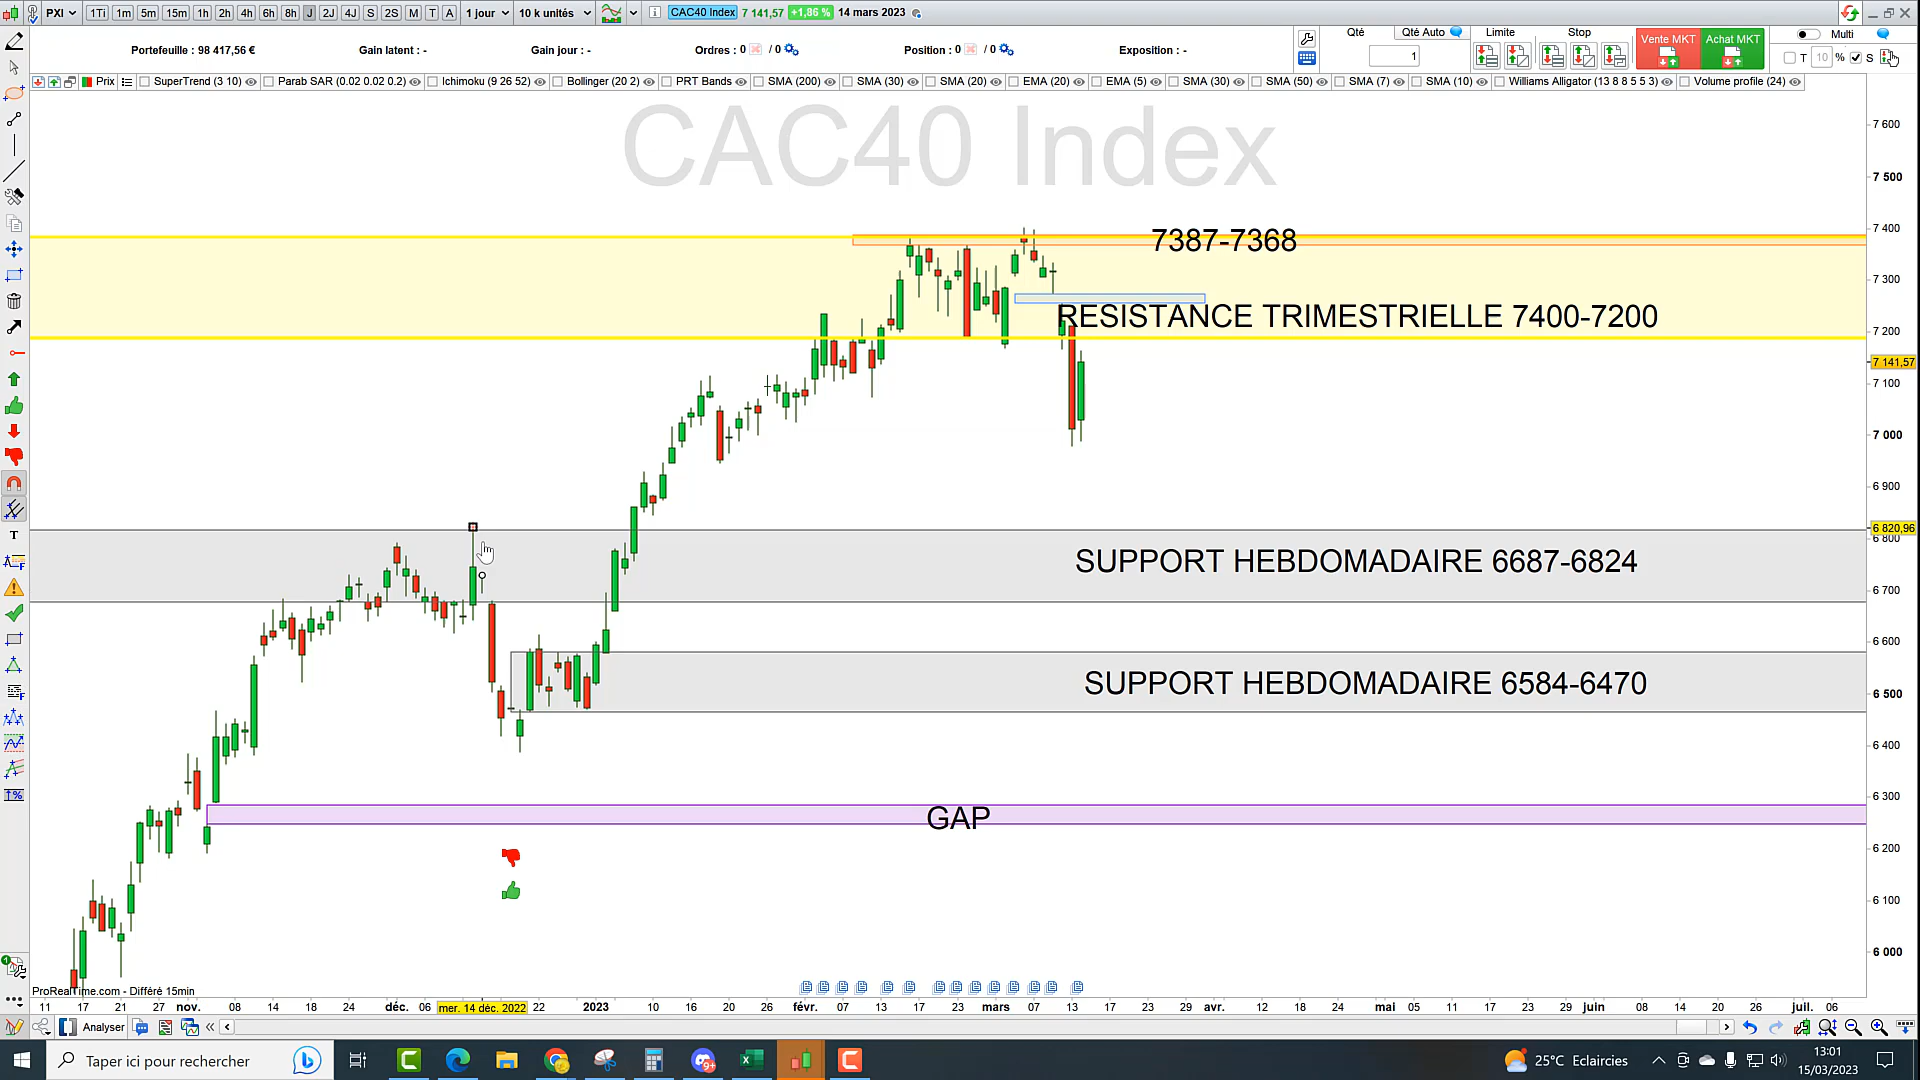 PXI 1Ti 1m 5m 15m 1h 2h 4h 6h 8h J 2J 4J S 2S M T A 1 jour 10 k unités CAC40 Index 7 141,57 +1,86 % 14 mars 2023
Portefeuille : 98 417,56 € Gain latent : - Gain jour : - Ordres : 0 / 0 Position : 0 / 0 Exposition : -
Qté Qté Auto Limite Stop Vente MKT Achat MKT Multi
1 T 10 % S
Prix SuperTrend (3 10) Parab SAR (0.02 0.02 0.2) Ichimoku (9 26 52) Bollinger (20 2) PRT Bands SMA (200) SMA (30) SMA (20) EMA (20) EMA (5) SMA (30) SMA (50) SMA (7) SMA (10) Williams Alligator (13 8 8 5 5 3) Volume profile (24)
CAC40 Index
7 600
7 500
7 400
7387-7368
7 300
RESISTANCE TRIMESTRIELLE 7400-7200
7 200
7 141,57
7 100
7 000
6 900
6 820,96
6 800
SUPPORT HEBDOMADAIRE 6687-6824
6 700
6 600
SUPPORT HEBDOMADAIRE 6584-6470
6 500
6 400
6 300
GAP
6 200
6 100
6 000
ProRealTime.com - Différé 15min
11 17 21 27 nov. 08 14 18 24 déc. 06 mer. 14 déc. 2022 22 2023 10 16 20 26 févr. 07 13 17 23 mars 07 13 17 23 29 avr. 12 18 24 mai 05 11 17 23 29 juin 08 14 20 26 juil. 06
Analyser
Taper ici pour rechercher
25°C Eclaircies
13:01
15/03/2023